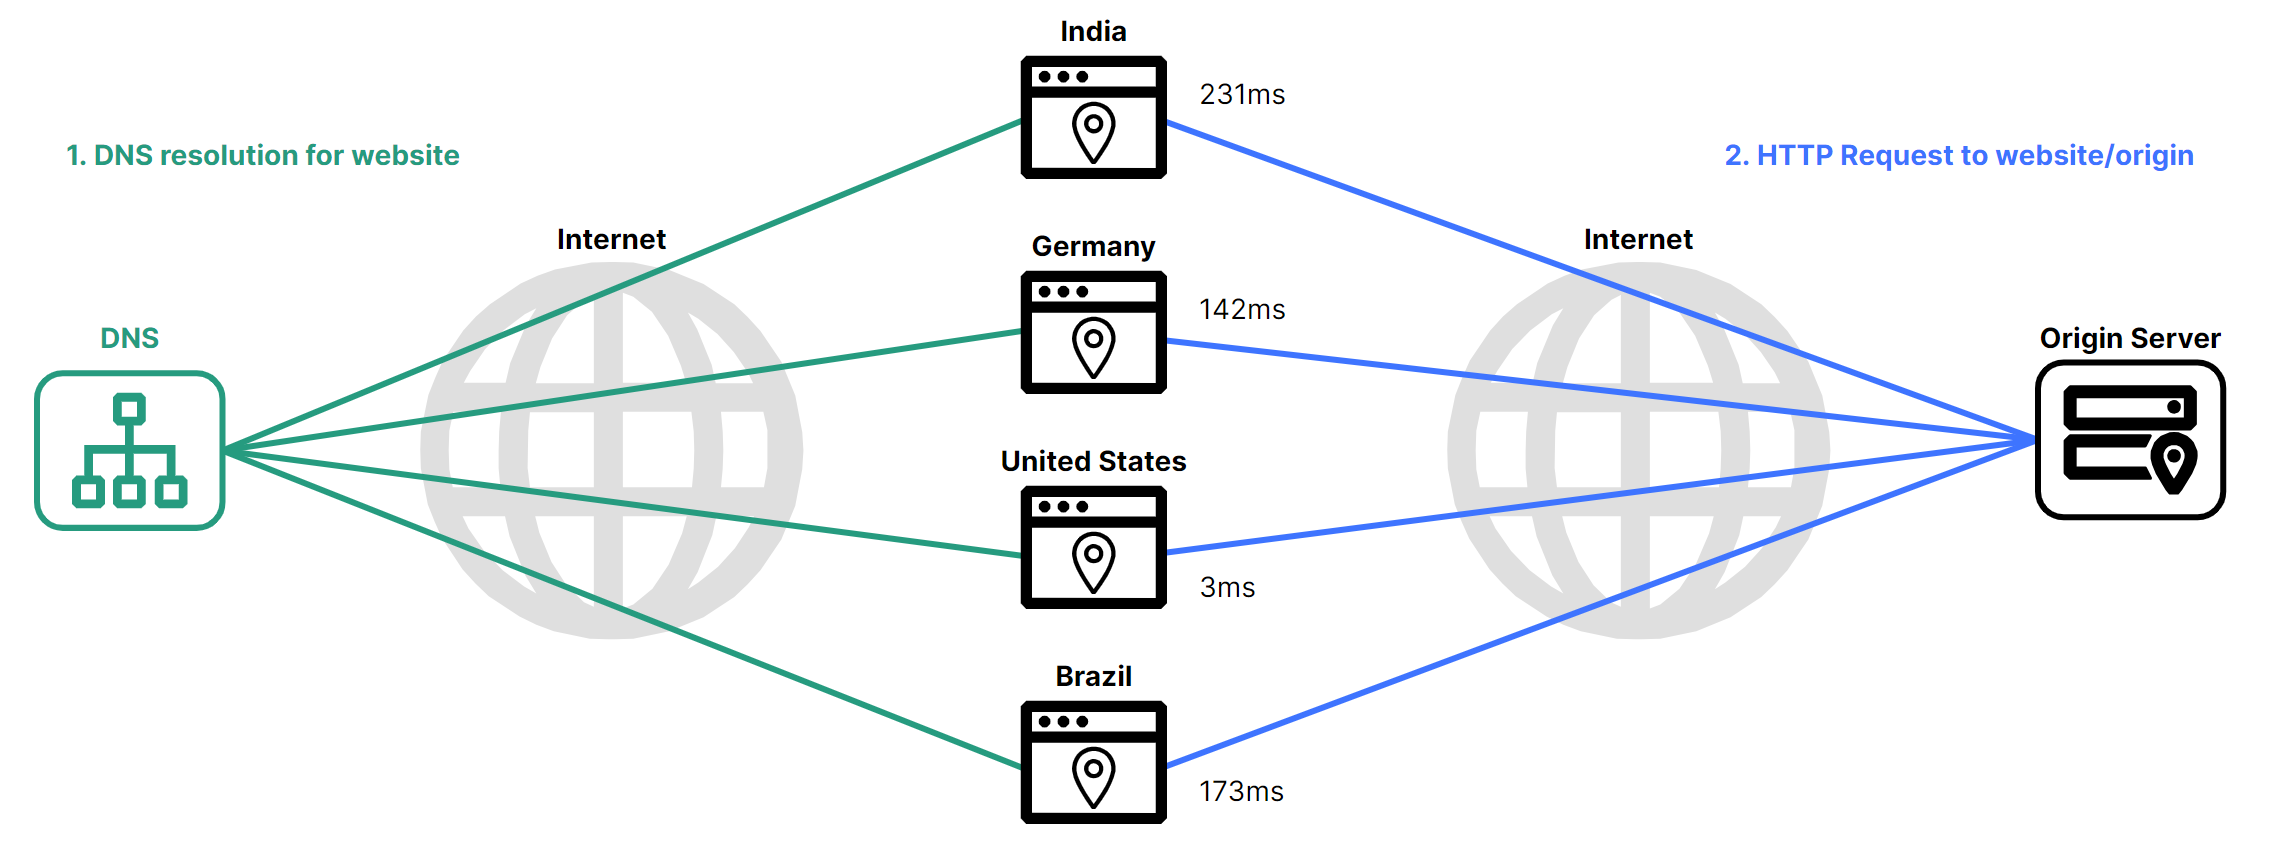 India
231ms
1. DNS resolution for website
2. HTTP Request to website/origin
Internet
Internet
Germany
142ms
DNS
Origin Server
United States
3ms
Brazil
173ms